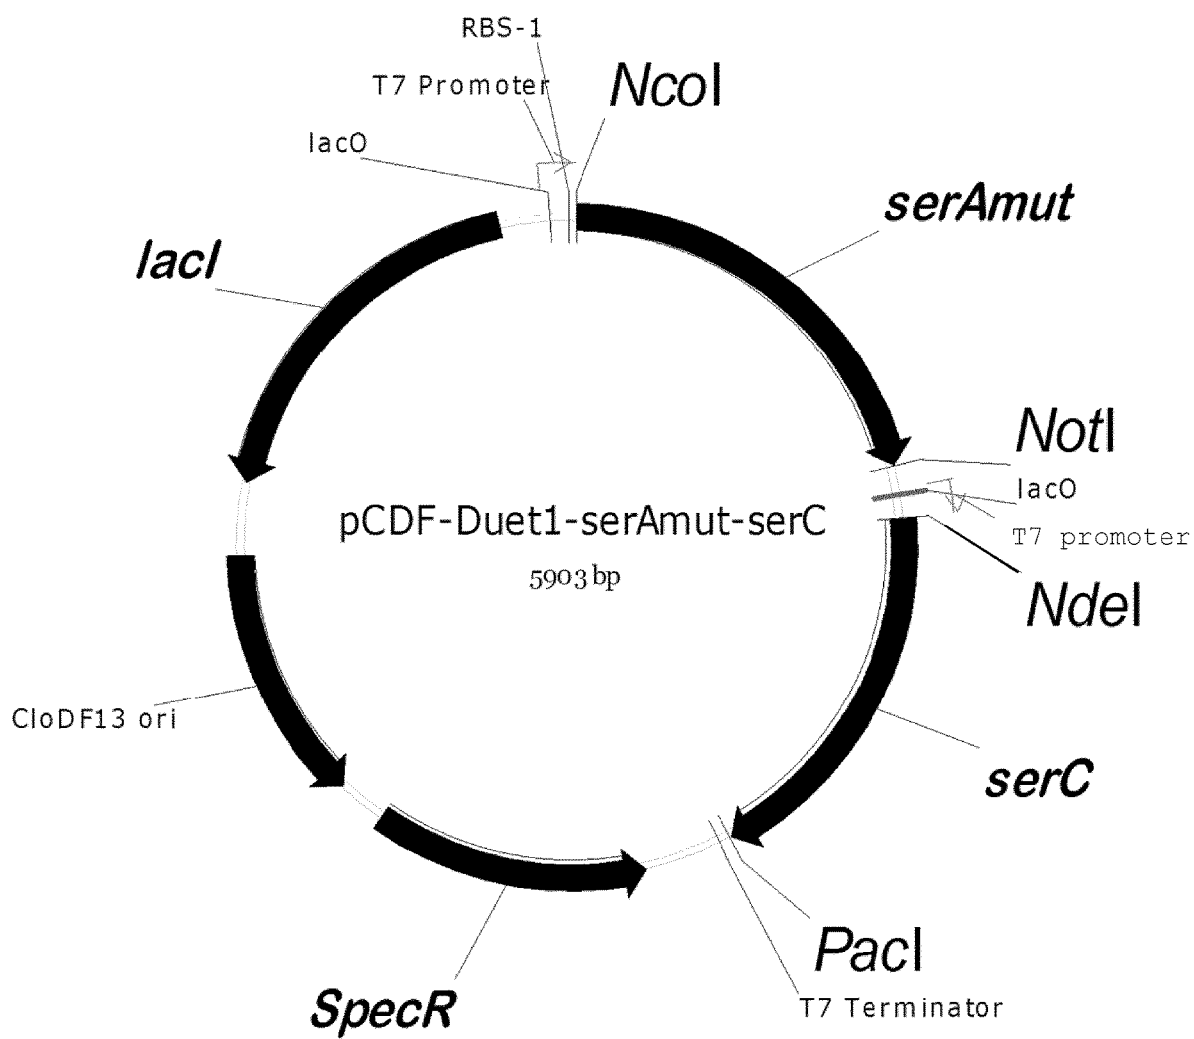 RBS-1
T7 Promoter
NcoI
lacO
serAmut
lacI
NotI
lacO
pCDF-Duet1-serAmut-serC
T7 promoter
5903 bp
NdeI
CloDF13 ori
serC
PacI
T7 Terminator
SpecR